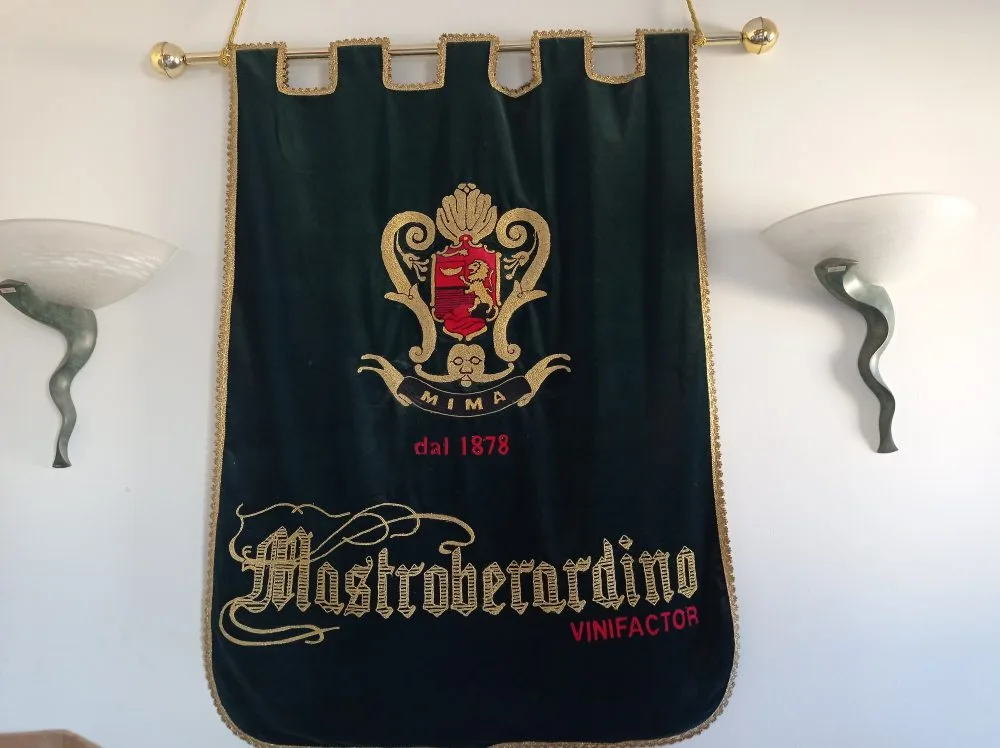 MIMA
dal 1878
Mastroberardino
VINIFACTOR